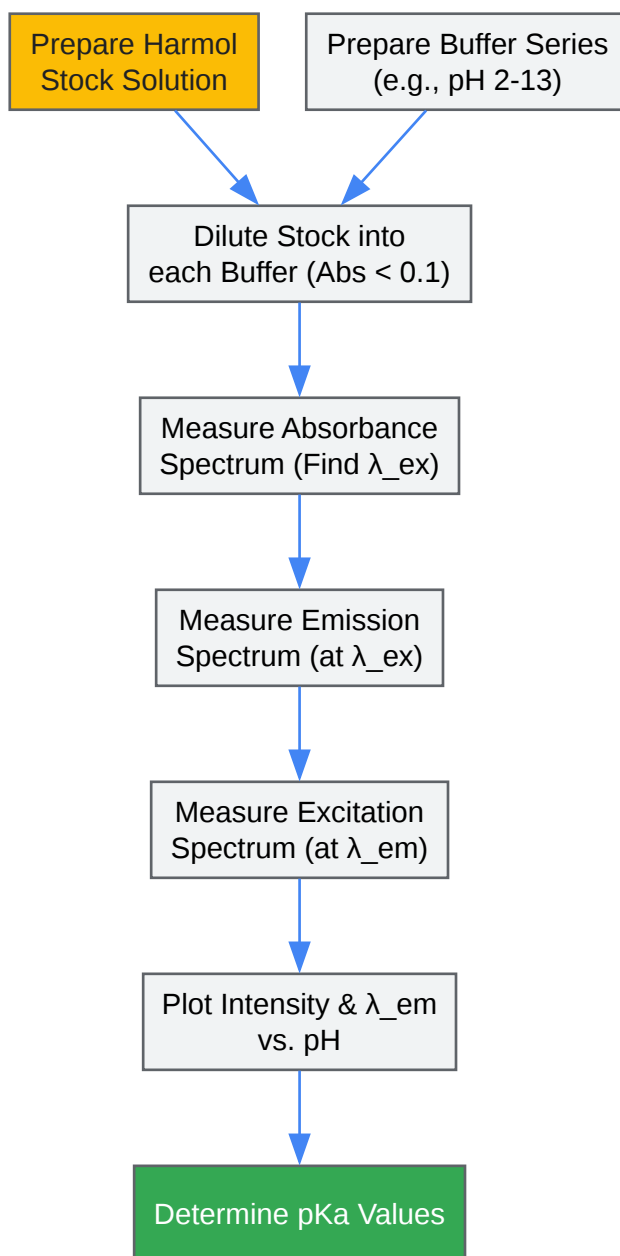 Prepare Harmol
Stock Solution
Prepare Buffer Series
(e.g., pH 2-13)
Dilute Stock into
each Buffer (Abs < 0.1)
Measure Absorbance
Spectrum (Find λ_ex)
Measure Emission
Spectrum (at λ_ex)
Measure Excitation
Spectrum (at λ_em)
Plot Intensity & λ_em
vs. pH
Determine pKa Values